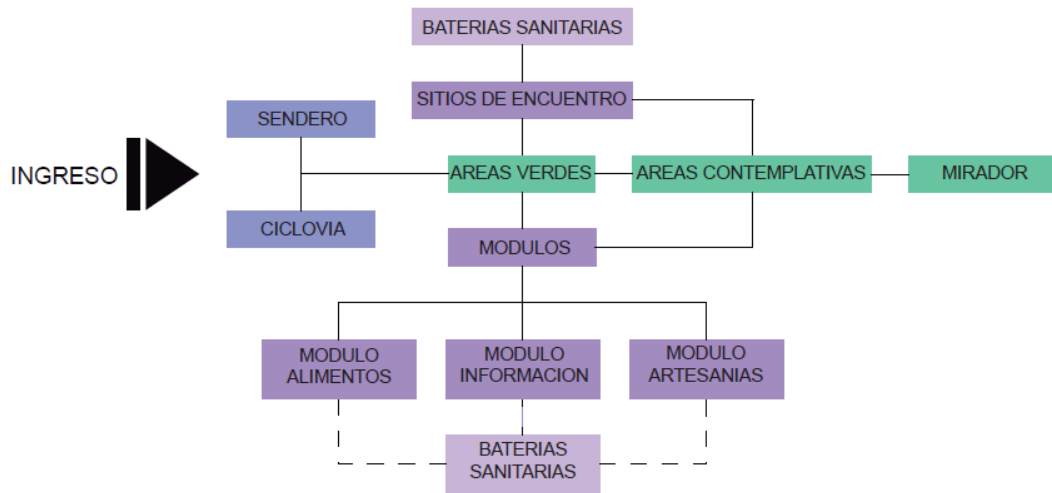 BATERIAS SANITARIAS
SITIOS DE ENCUENTRO
SENDERO
INGRESO
AREAS VERDES
AREAS CONTEMPLATIVAS
MIRADOR
CICLOVIA
MODULOS
MODULO
ALIMENTOS
MODULO
INFORMACION
MODULO
ARTESANIAS
BATERIAS
SANITARIAS